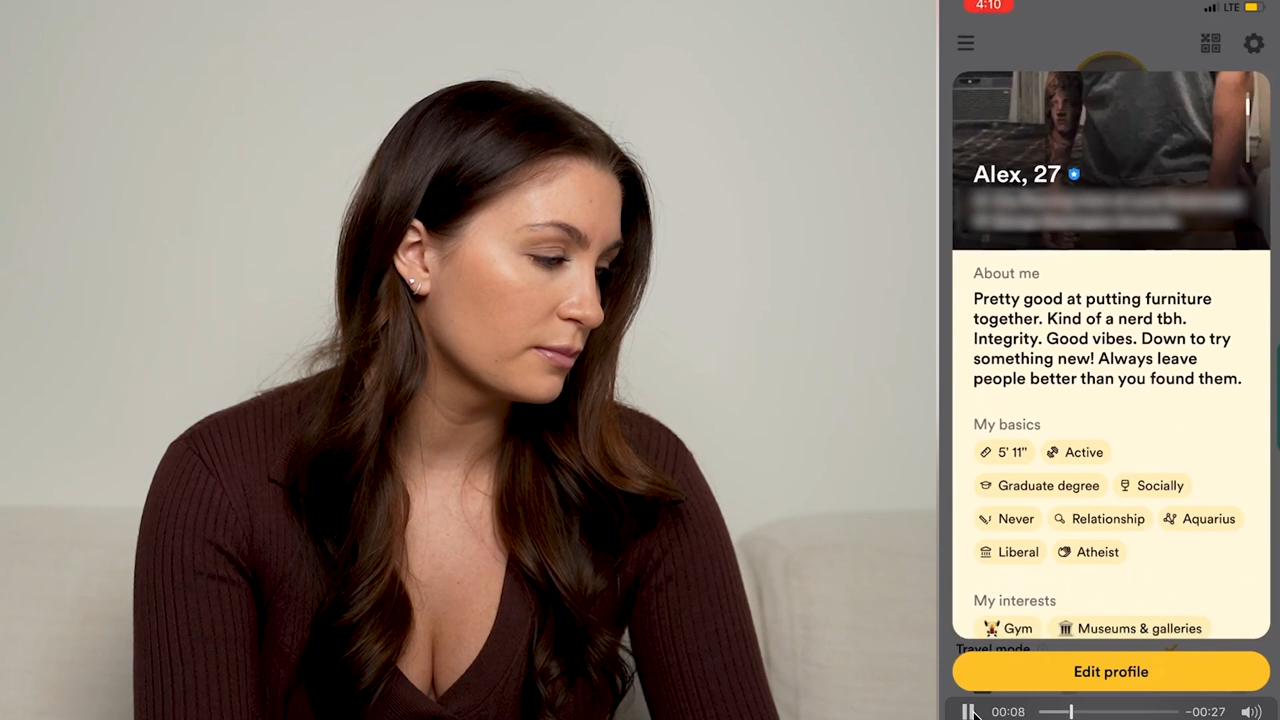 4:10
LTE
Alex, 27
About me
Pretty good at putting furniture
together. Kind of a nerd tbh.
Integrity. Good vibes. Down to try
something new! Always leave
people better than you found them.
My basics
5' 11"
Active
Graduate degree
Socially
Never
Relationship
Aquarius
Liberal
Atheist
My interests
Gym
Museums & galleries
Travel mode
Edit profile
00:08
-00:27